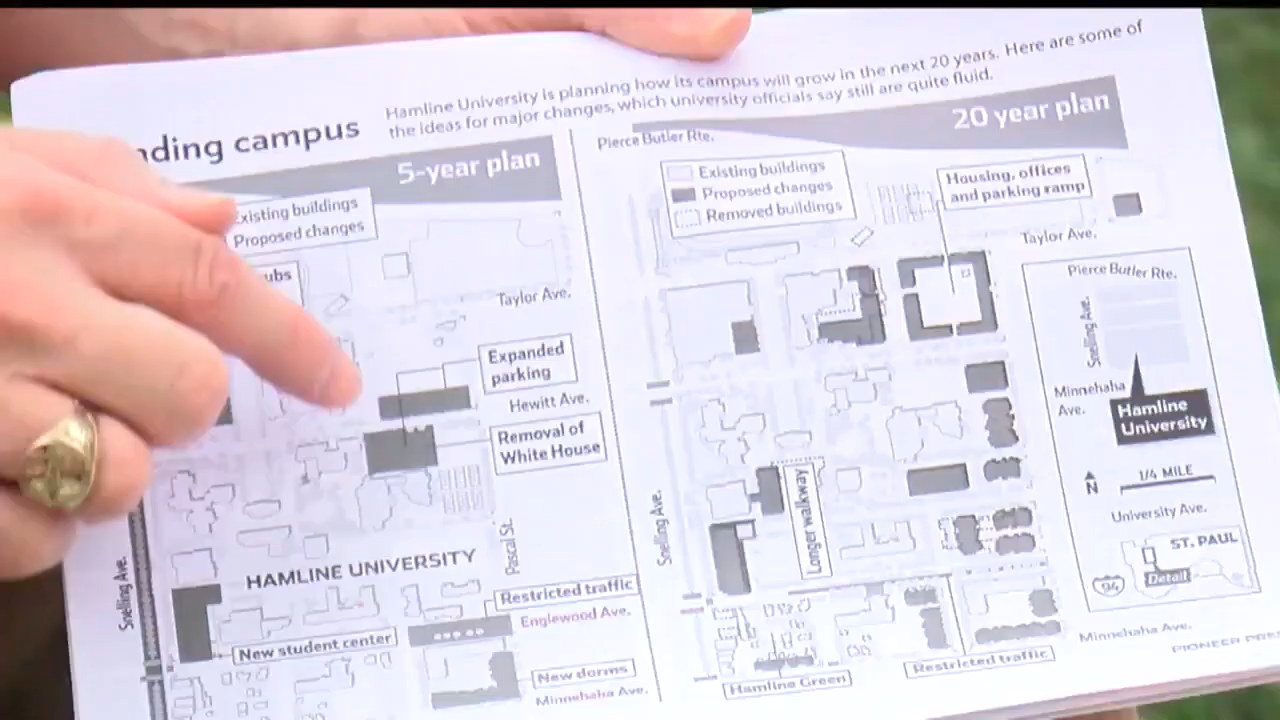 Hamline University is planning how its campus will grow in the next 20 years. Here are some of
the ideas for major changes, which university officials say still are quite fluid.
campus
5-year plan
Existing buildings
Proposed changes
Taylor Ave.
Expanded
parking
Hewitt Ave.
Removal of
White House
Snelling Ave.
Pascal St.
HAMLINE UNIVERSITY
Restricted traffic
Englewood Ave.
New student center
New dorms
Minnehaha Ave.
20 year plan
Pierce Butler Rte.
Existing buildings
Proposed changes
Removed buildings
Housing, offices
and parking ramp
Taylor Ave.
Snelling Ave.
Longer walkway
Hamline Green
Restricted traffic
Minnehaha Ave.
Pierce Butler Rte.
Snelling Ave.
Minnehaha
Ave.
Hamline
University
N
1/4 MILE
University Ave.
ST. PAUL
94
Detail
PIONEER